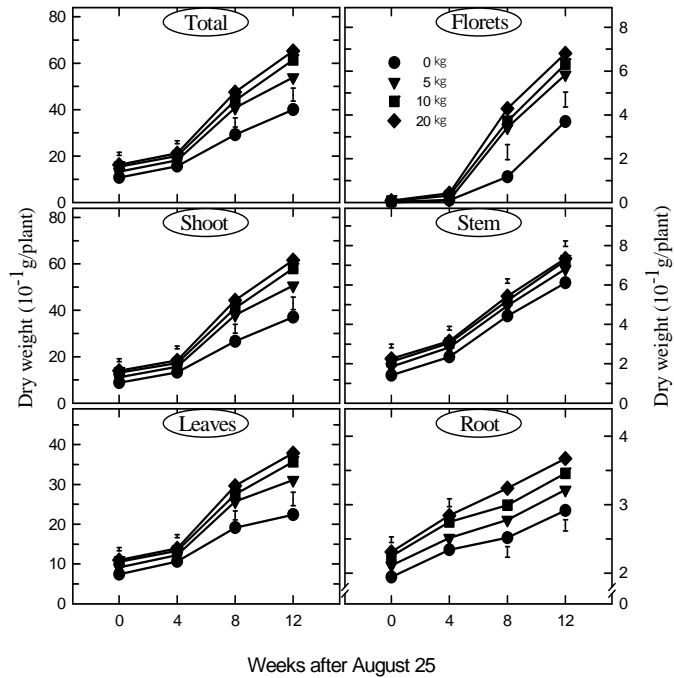 Total
Florets
80
60
40
20
0
8
6
4
2
0
0 kg
5 kg
10 kg
20 kg
Shoot
Stem
80
60
40
20
0
8
6
4
2
0
Dry weight (10⁻¹g/plant)
Dry weight (10⁻¹g/plant)
Leaves
Root
40
30
20
10
0
4
3
2
0
0 4 8 12
0 4 8 12
Weeks after August 25